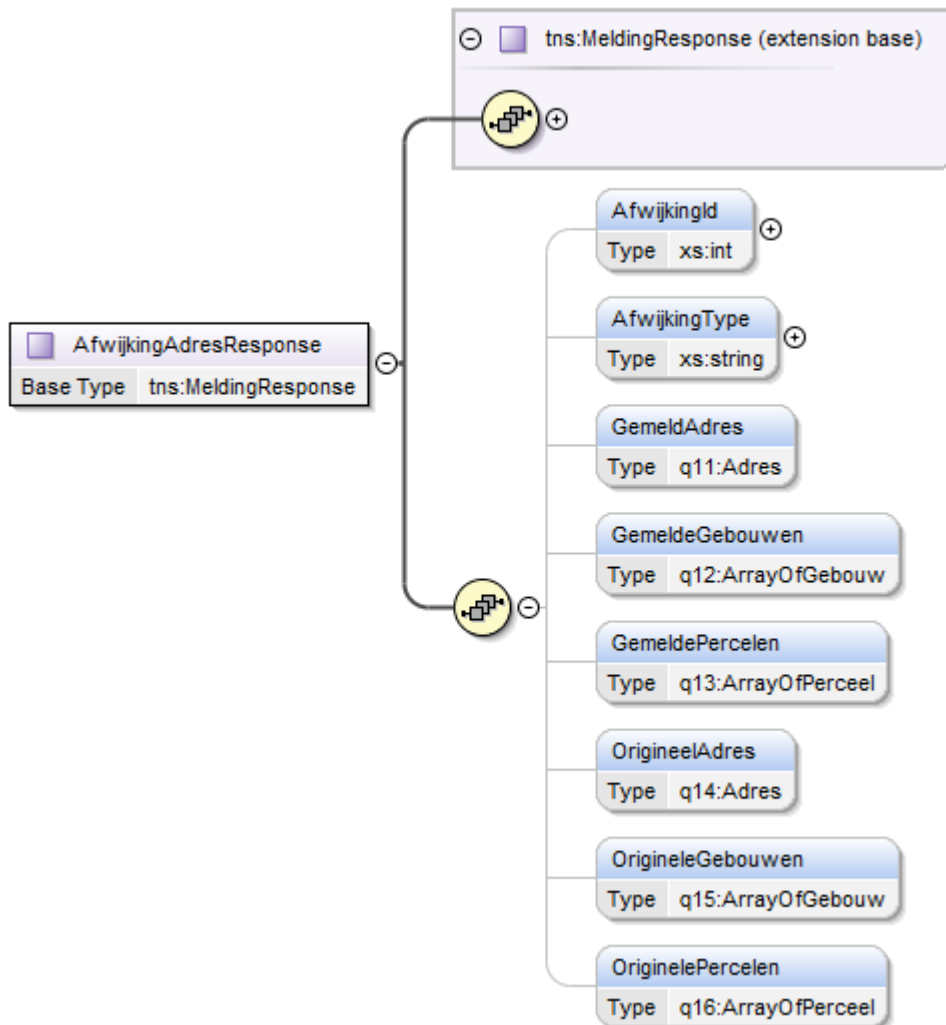 tns:MeldingResponse (extension base)
AfwijkingId
Type xs:int
AfwijkingType
Type xs:string
AfwijkingAdresResponse
Base Type tns:MeldingResponse
GemeldAdres
Type q11:Adres
GemeldeGebouwen
Type q12:ArrayOfGebouw
GemeldePercelen
Type q13:ArrayOfPerceel
OrigineelAdres
Type q14:Adres
OrigineleGebouwen
Type q15:ArrayOfGebouw
OriginelePercelen
Type q16:ArrayOfPerceel